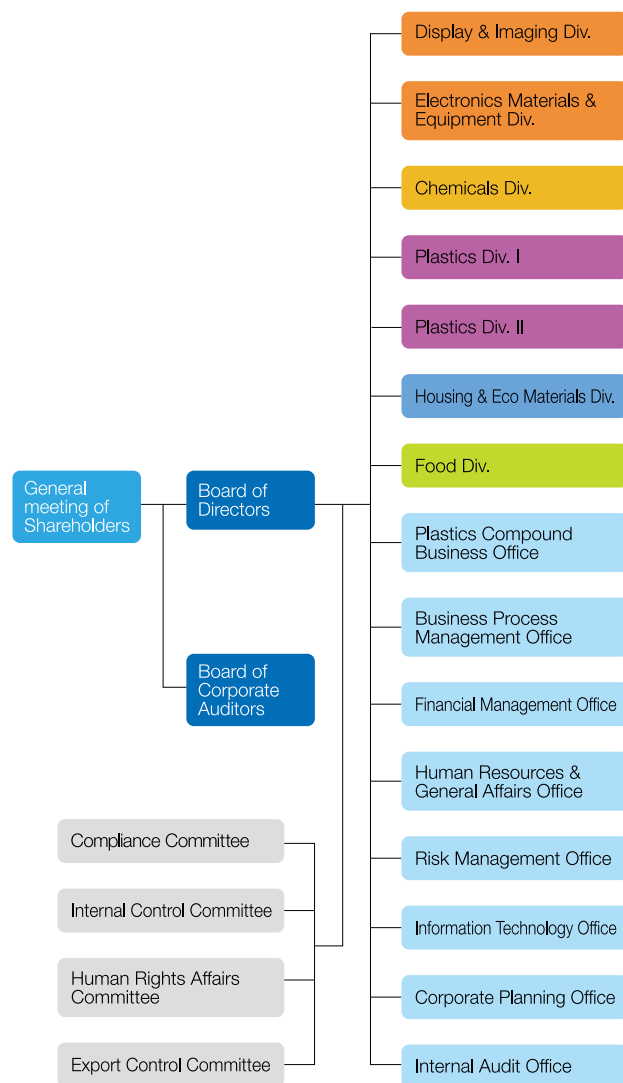 General
meeting of
Shareholders
Board of
Directors
Board of
Corporate
Auditors
Compliance Committee
Internal Control Committee
Human Rights Affairs
Committee
Export Control Committee
Display & Imaging Div.
Electronics Materials &
Equipment Div.
Chemicals Div.
Plastics Div. I
Plastics Div. II
Housing & Eco Materials Div.
Food Div.
Plastics Compound
Business Office
Business Process
Management Office
Financial Management Office
Human Resources &
General Affairs Office
Risk Management Office
Information Technology Office
Corporate Planning Office
Internal Audit Office